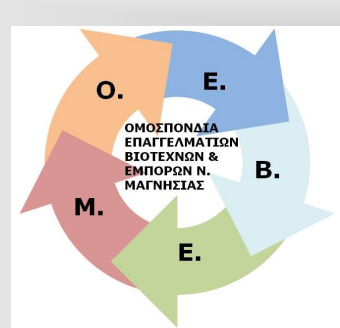 Ο.
Ε.
ΟΜΟΣΠΟΝΔΙΑ
ΕΠΑΓΓΕΛΜΑΤΙΩΝ
ΒΙΟΤΕΧΝΩΝ &
ΕΜΠΟΡΩΝ Ν.
ΜΑΓΝΗΣΙΑΣ
Β.
Μ.
Ε.